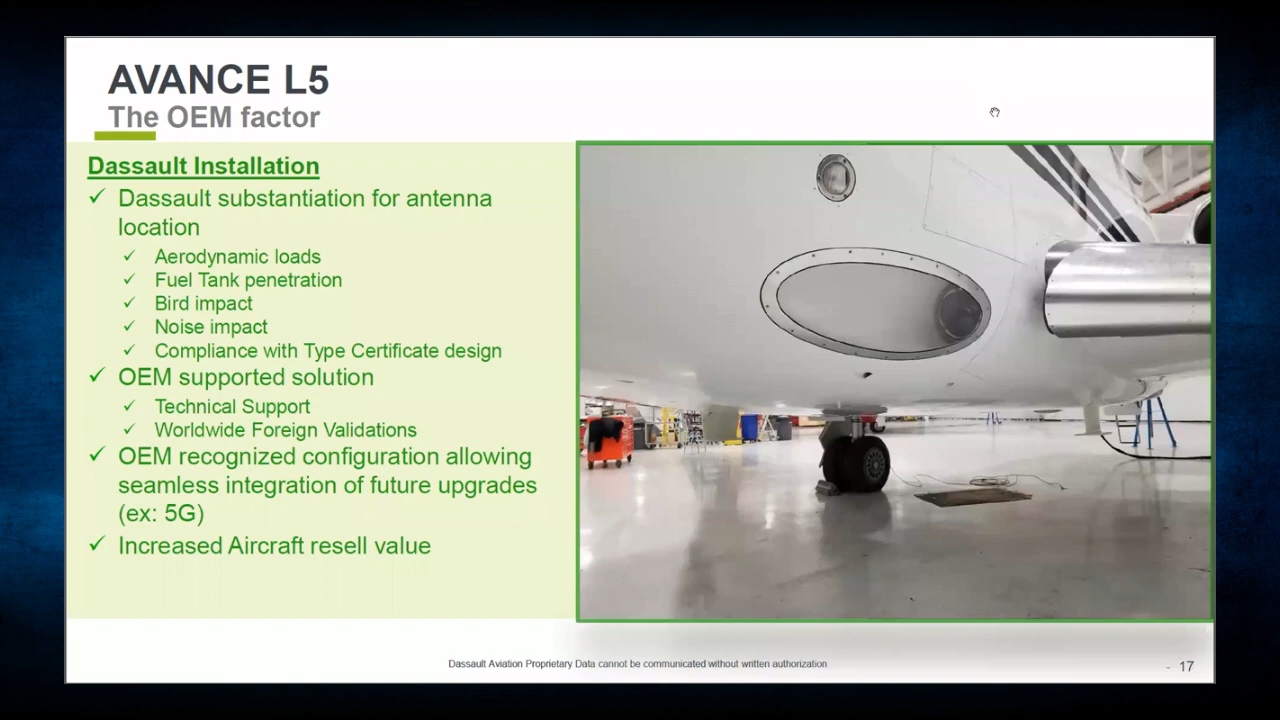 AVANCE L5
The OEM factor
Dassault Installation
✓ Dassault substantiation for antenna
location
✓ Aerodynamic loads
✓ Fuel Tank penetration
✓ Bird impact
✓ Noise impact
✓ Compliance with Type Certificate design
✓ OEM supported solution
✓ Technical Support
✓ Worldwide Foreign Validations
✓ OEM recognized configuration allowing
seamless integration of future upgrades
(ex: 5G)
✓ Increased Aircraft resell value
Dassault Aviation Proprietary Data cannot be communicated without written authorization
- 17